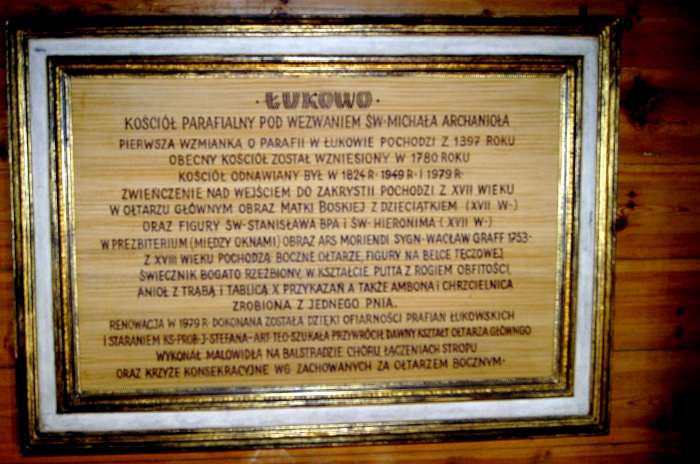 ·ŁUKOWO·
KOŚCIÓŁ PARAFIALNY POD WEZWANIEM ŚW·MICHAŁA ARCHANIOŁA
PIERWSZA WZMIANKA O PARAFII W ŁUKOWIE POCHODZI Z 1397 ROKU
OBECNY KOŚCIÓŁ ZOSTAŁ WZNIESIONY W 1780 ROKU
KOŚCIÓŁ ODNAWIANY BYŁ W 1824 R· 1949 R· I 1979 R·
ZWIEŃCZENIE NAD WEJŚCIEM DO ZAKRYSTII POCHODZI Z XVII WIEKU
W OŁTARZU GŁÓWNYM OBRAZ MATKI BOSKIEJ Z DZIECIĄTKIEM (XVII W·)
ORAZ FIGURY ŚW·STANISŁAWA BPA I ŚW·HIERONIMA (XVII W·)
W PREZBITERIUM (MIĘDZY OKNAMI) OBRAZ ARS MORIENDI SYGN·WACŁAW GRAFF 1753·
Z XVIII WIEKU POCHODZĄ BOCZNE OŁTARZE, FIGURY NA BELCE TĘCZOWEJ
ŚWIECZNIK BOGATO RZEŹBIONY, W KSZTAŁCIE PUTTA Z ROGIEM OBFITOŚCI,
ANIOŁ Z TRĄBĄ I TABLICĄ X PRZYKAZAŃ A TAKŻE AMBONA I CHRZCIELNICA
ZROBIONA Z JEDNEGO PNIA.
RENOWACJA W 1979 R· DOKONANA ZOSTAŁA DZIĘKI OFIARNOŚCI PRAFIAN ŁUKOWSKICH
I STARANIEM KS·PROB·J·STEFANA·ART·TEO·SZUKAŁA PRZYWRÓCIŁ DAWNY KSZTAŁT OŁTARZA GŁÓWNGO
WYKONAŁ MALOWIDŁA NA BALSTRADZIE CHÓRU ŁĄCZENIACH STROPU
ORAZ KRZYŻE KONSEKRACYJNE WG ZACHOWANYCH ZA OŁTARZEM BOCZNYM·